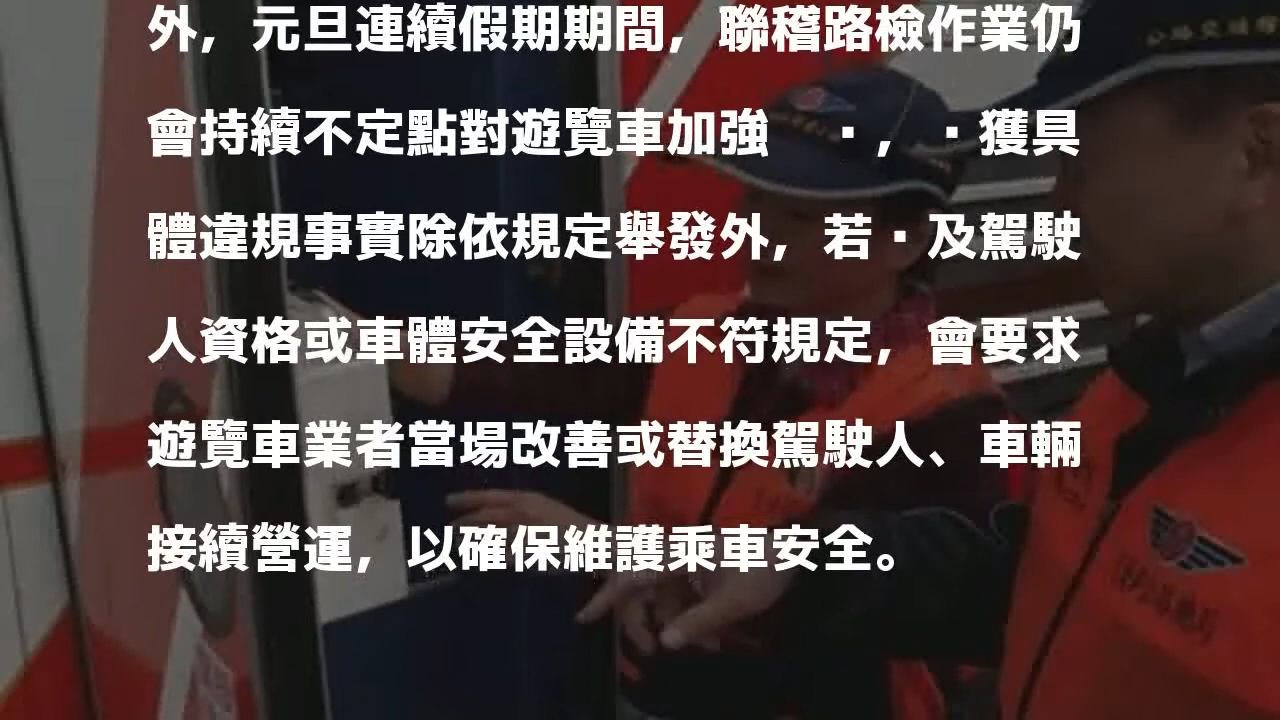 外，元旦連續假期期間，聯稽路檢作業仍
會持續不定點對遊覽車加強　▪，▪獲具
體違規事實除依規定舉發外，若▪及駕駛
人資格或車體安全設備不符規定，會要求
遊覽車業者當場改善或替換駕駛人、車輛
接續營運，以確保維護乘車安全。